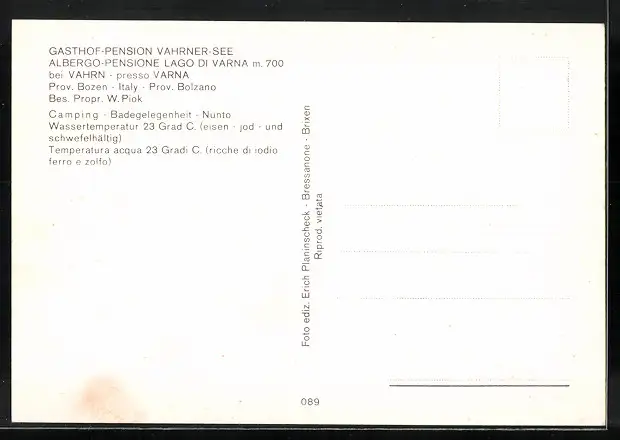 GASTHOF-PENSION VAHRNER-SEE
ALBERGO-PENSIONE LAGO DI VARNA m. 700
bei VAHRN - presso VARNA
Prov. Bozen - Italy - Prov. Bolzano
Bes. Propr. W. Piok
Camping - Badegelegenheit - Nunto
Wassertemperatur 23 Grad C. (eisen - jod - und
schwefelhältig)
Temperatura acqua 23 Gradi C. (ricche di iodio
ferro e zolfo)
Foto ediz. Erich Planinscheck - Bressanone - Brixen
Riprod. vietata
089